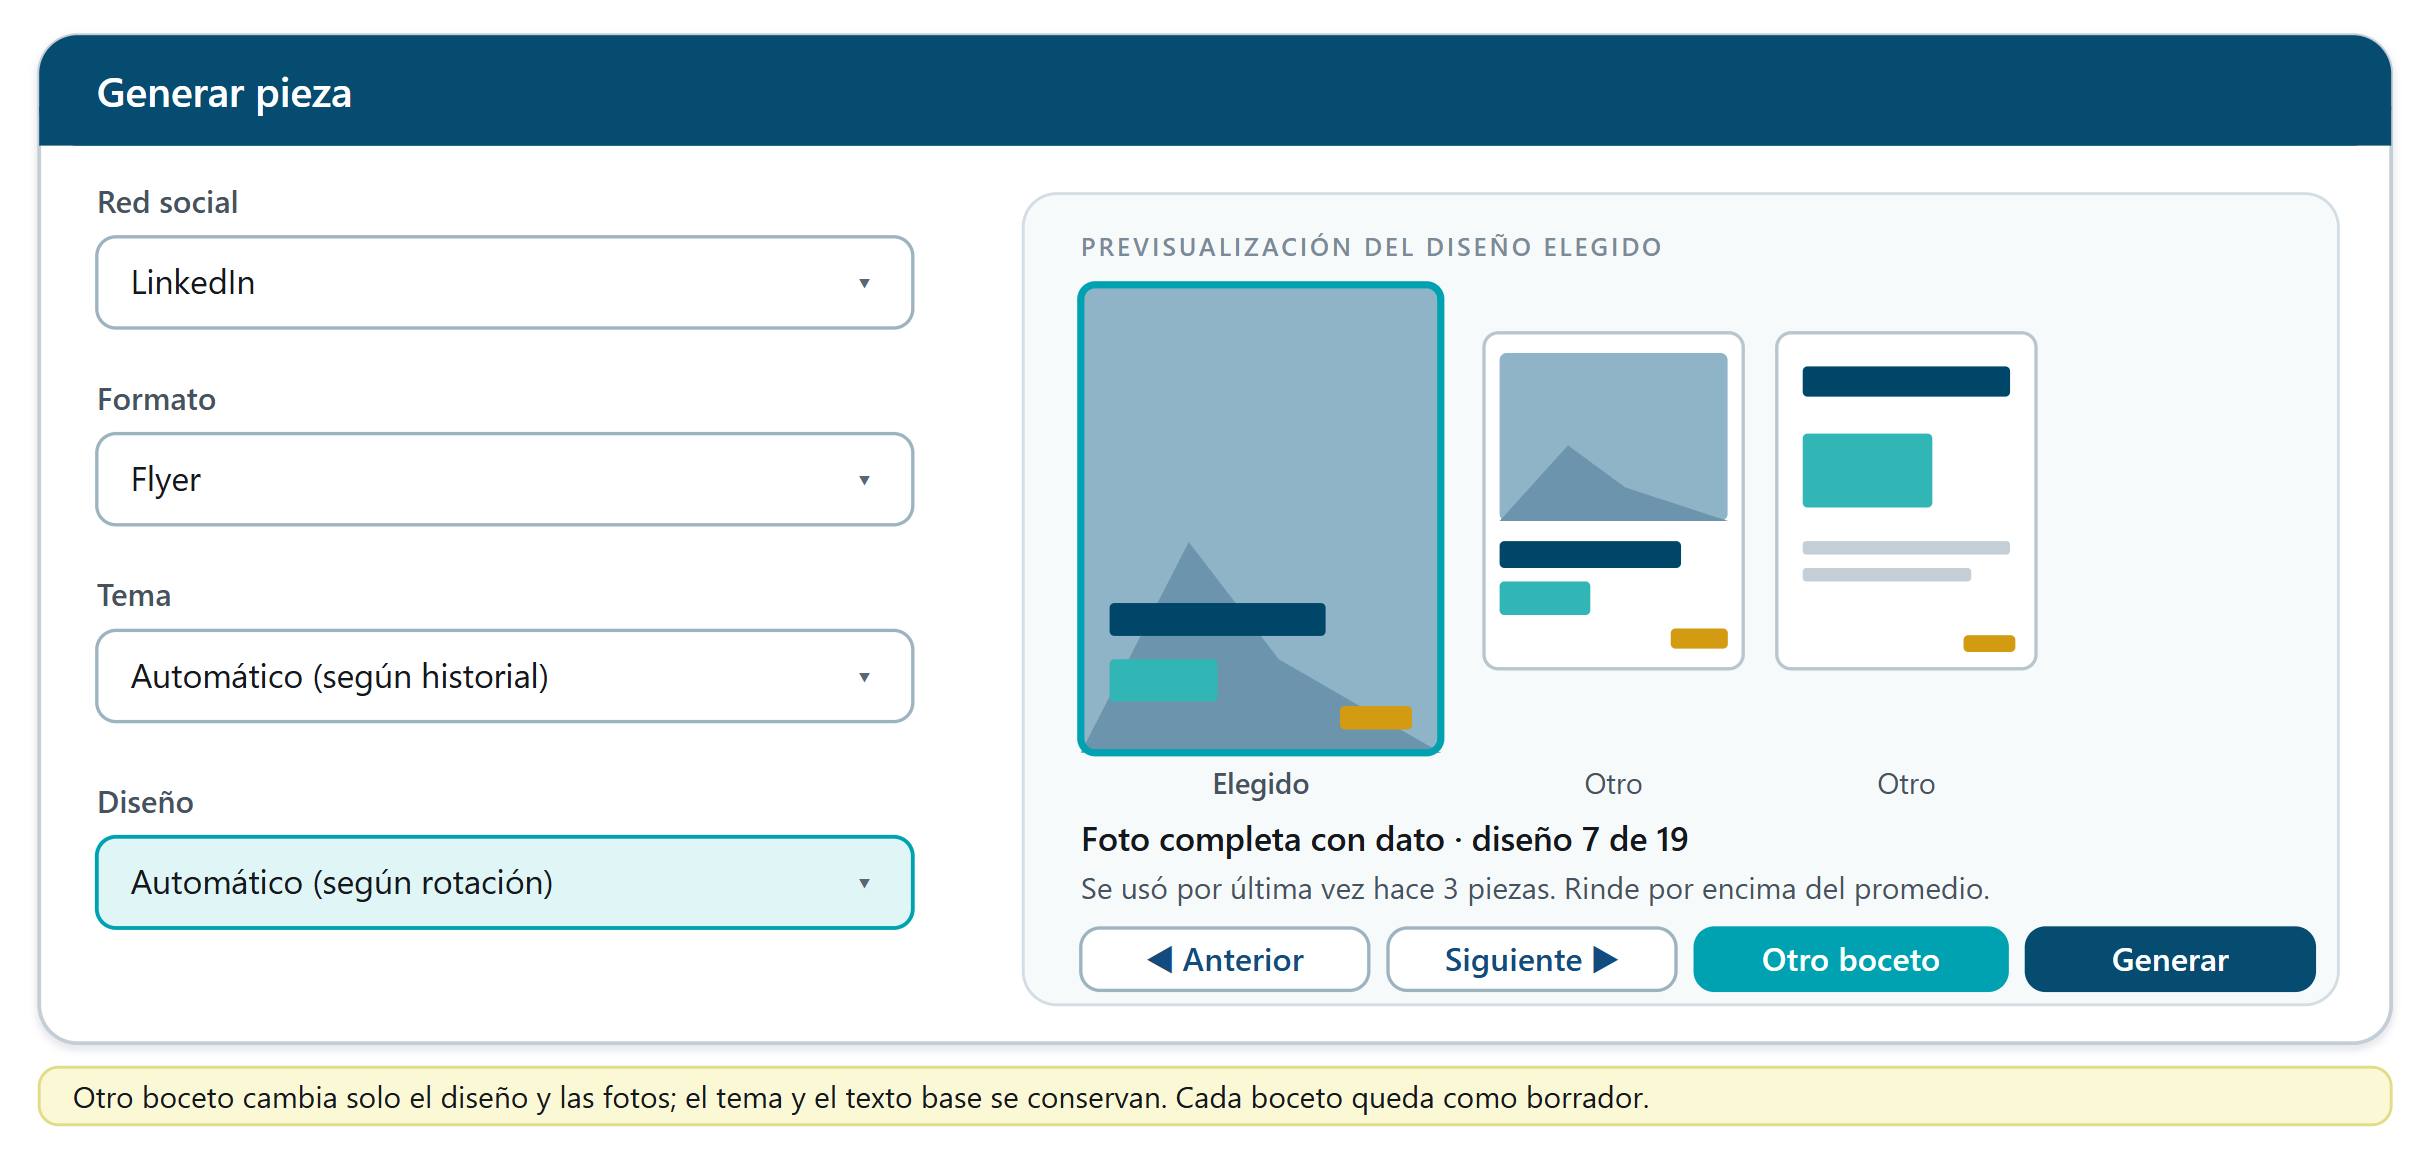 Generar pieza
Red social
LinkedIn
Formato
Flyer
Tema
Automático (según historial)
Diseño
Automático (según rotación)
PREVISUALIZACIÓN DEL DISEÑO ELEGIDO
Elegido
Otro
Otro
Foto completa con dato · diseño 7 de 19
Se usó por última vez hace 3 piezas. Rinde por encima del promedio.
◀ Anterior
Siguiente ▶
Otro boceto
Generar
Otro boceto cambia solo el diseño y las fotos; el tema y el texto base se conservan. Cada boceto queda como borrador.